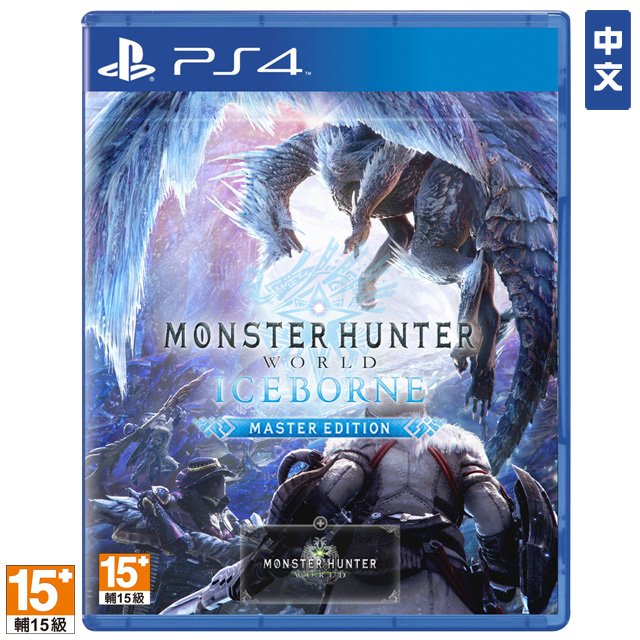 PS4™
中文
MONSTER HUNTER
WORLD
ICEBORNE
MASTER EDITION
+
MONSTER HUNTER
WORLD
15+
輔15級
15+
輔15級